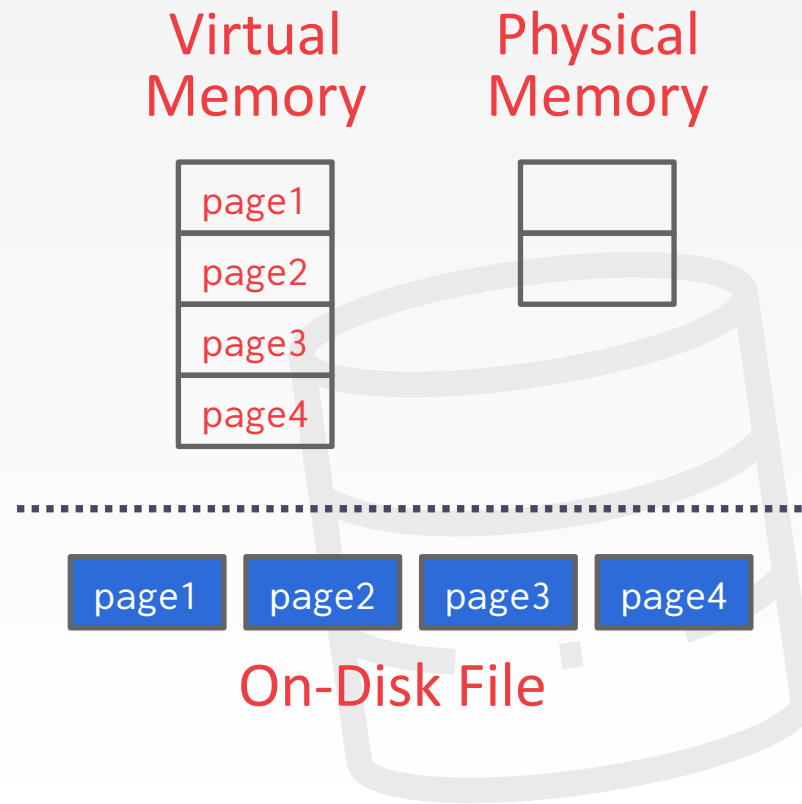 Virtual
Memory
Physical
Memory
page1
page2
page3
page4
page1 page2 page3 page4
On-Disk File